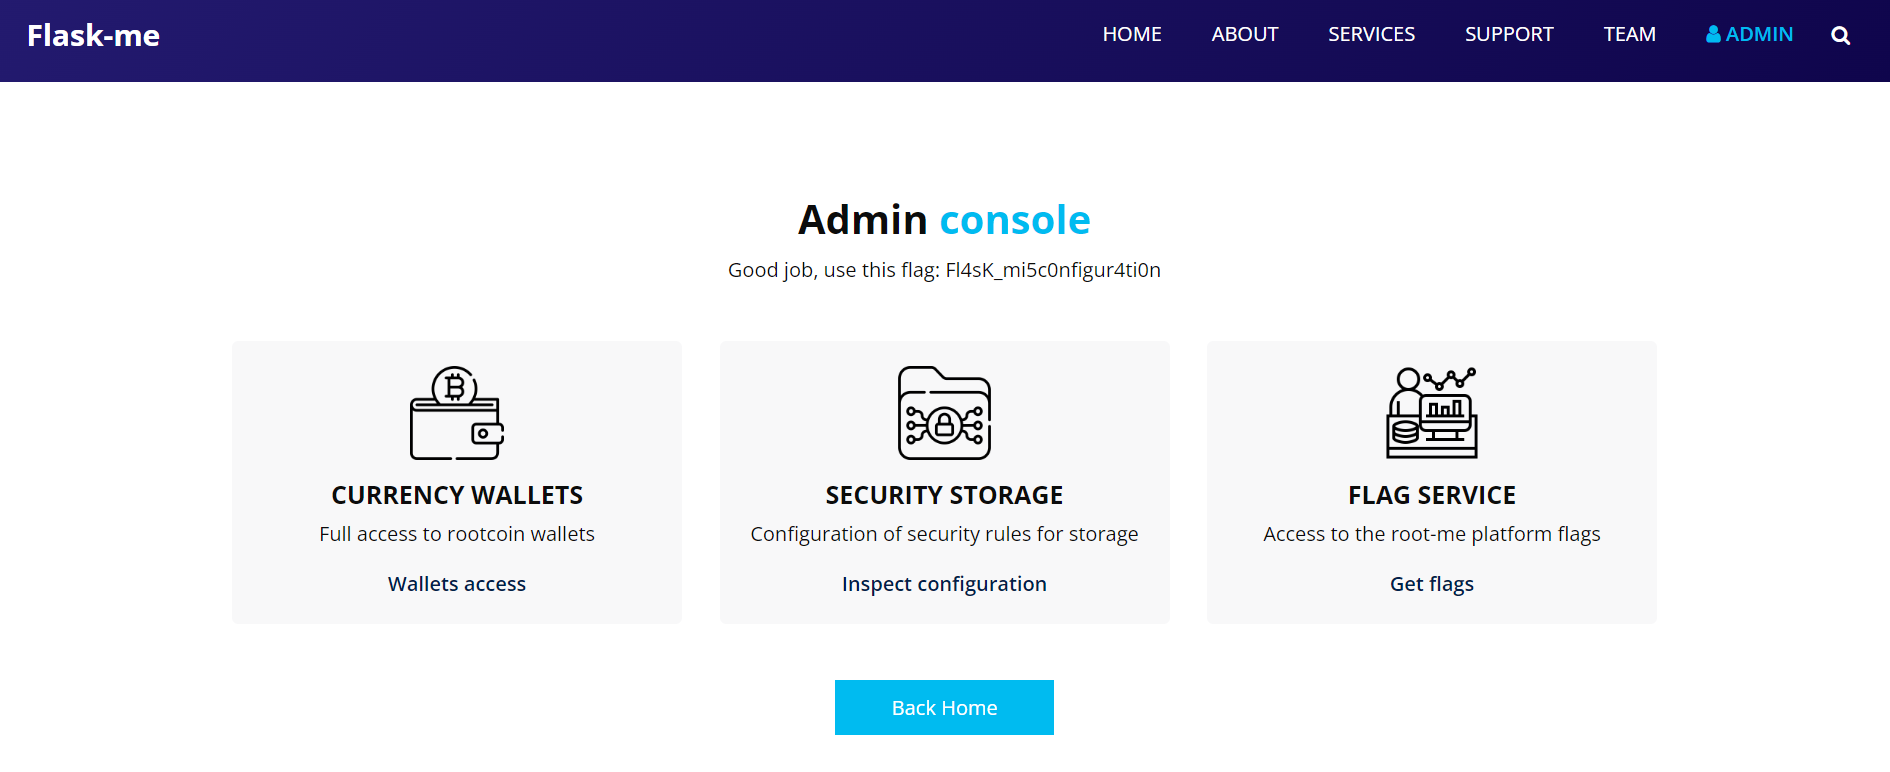 Flask-me
HOME ABOUT SERVICES SUPPORT TEAM ADMIN
Admin console
Good job, use this flag: Fl4sK_mi5c0nfigur4ti0n
CURRENCY WALLETS
Full access to rootcoin wallets
Wallets access
SECURITY STORAGE
Configuration of security rules for storage
Inspect configuration
FLAG SERVICE
Access to the root-me platform flags
Get flags
Back Home